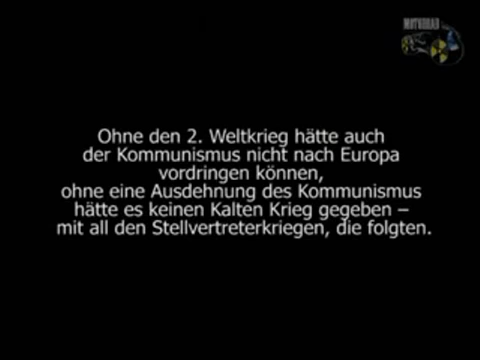 MOTORRAD
Ohne den 2. Weltkrieg hätte auch
der Kommunismus nicht nach Europa
vordringen können,
ohne eine Ausdehnung des Kommunismus
hätte es keinen Kalten Krieg gegeben –
mit all den Stellvertreterkriegen, die folgten.